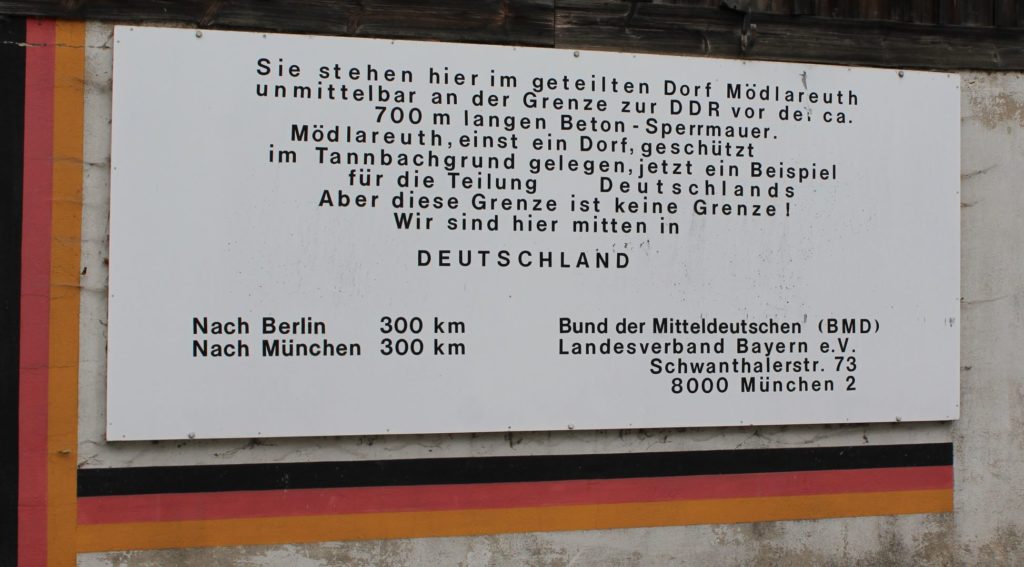 Sie stehen hier im geteilten Dorf Mödlareuth
unmittelbar an der Grenze zur DDR vor der ca.
700 m langen Beton-Sperrmauer.
Mödlareuth, einst ein Dorf, geschützt
im Tannbachgrund gelegen, jetzt ein Beispiel
für die Teilung Deutschlands
Aber diese Grenze ist keine Grenze!
Wir sind hier mitten in
DEUTSCHLAND
Nach Berlin 300 km
Nach München 300 km
Bund der Mitteldeutschen (BMD)
Landesverband Bayern e.V.
Schwanthalerstr. 73
8000 München 2